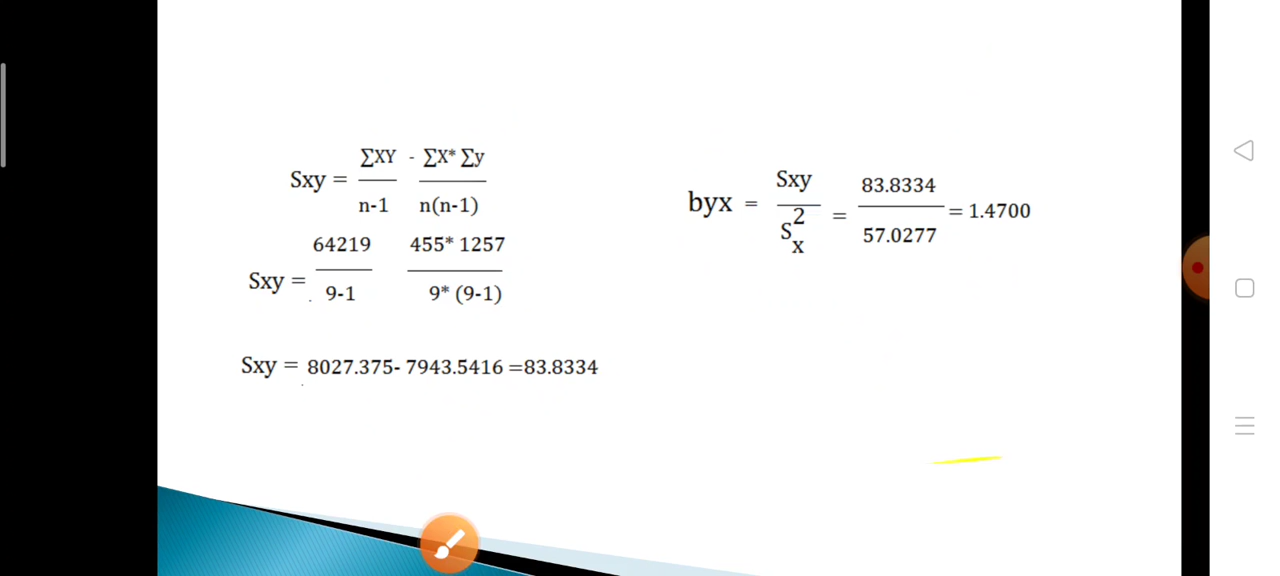 ∑XY - ∑X* ∑y
Sxy =
n-1 n(n-1)
64219 455* 1257
Sxy =
9-1 9* (9-1)
Sxy = 8027.375- 7943.5416 =83.8334
Sxy 83.8334
byx = = = 1.4700
S 2 x 57.0277